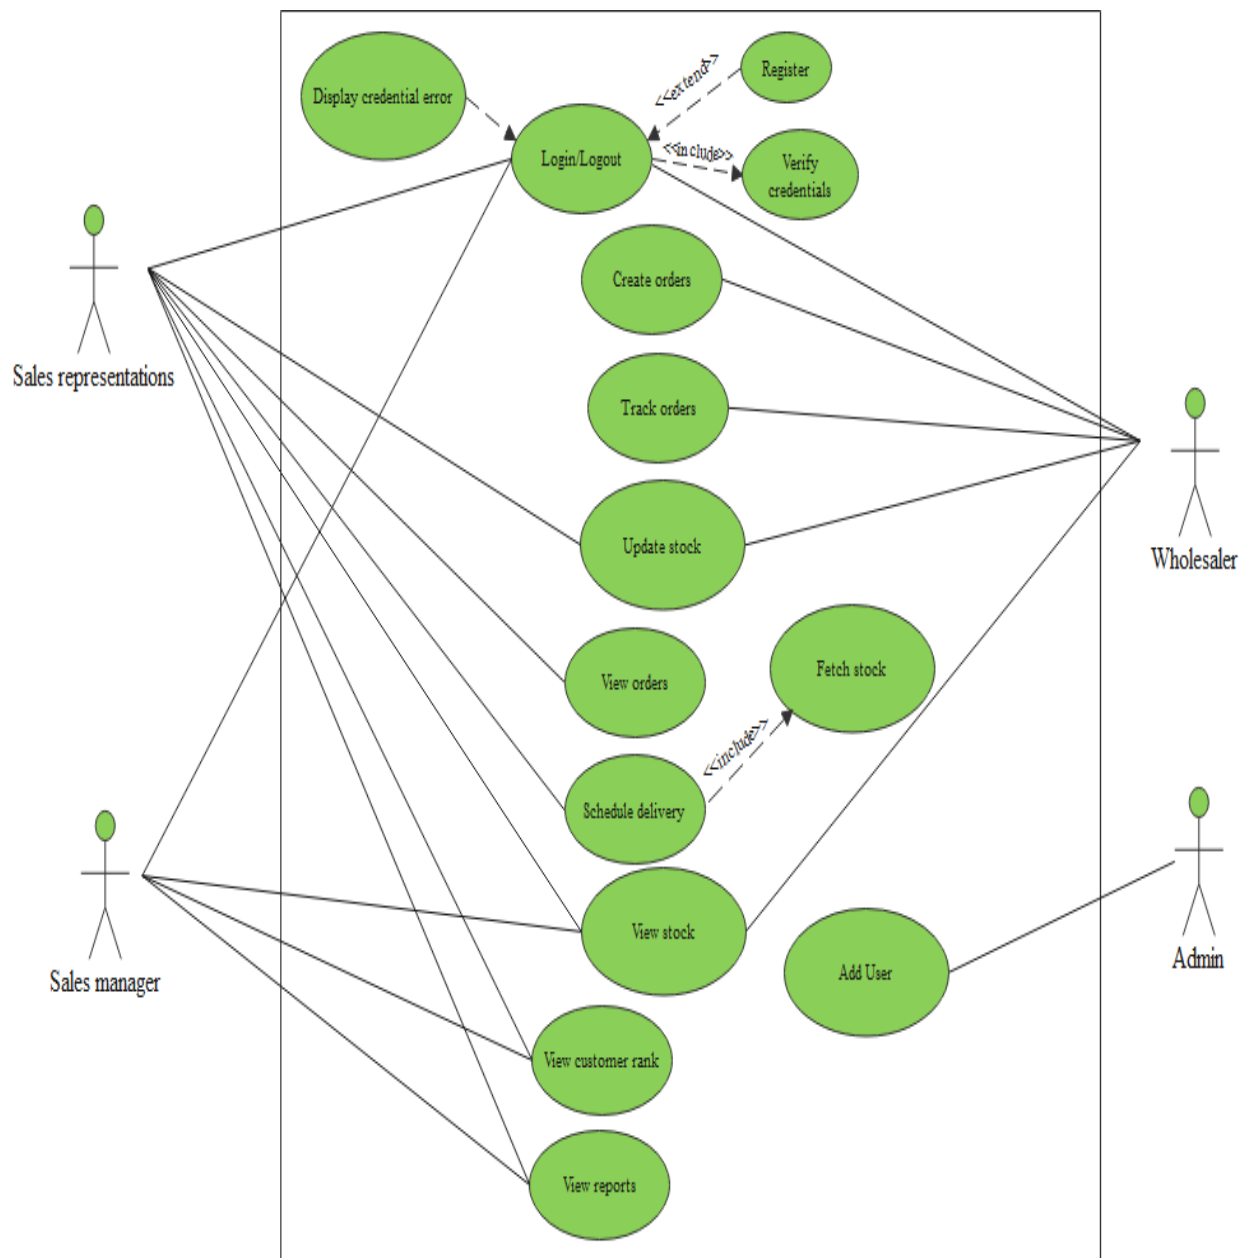 Display credential error
<<extend>>
Register
Login/Logout
<<include>>
Verify
credentials
Create orders
Sales representations
Track orders
Update stock
Wholesaler
View orders
Fetch stock
<<include>>
Schedule delivery
View stock
Sales manager
Add User
Admin
View customer rank
View reports